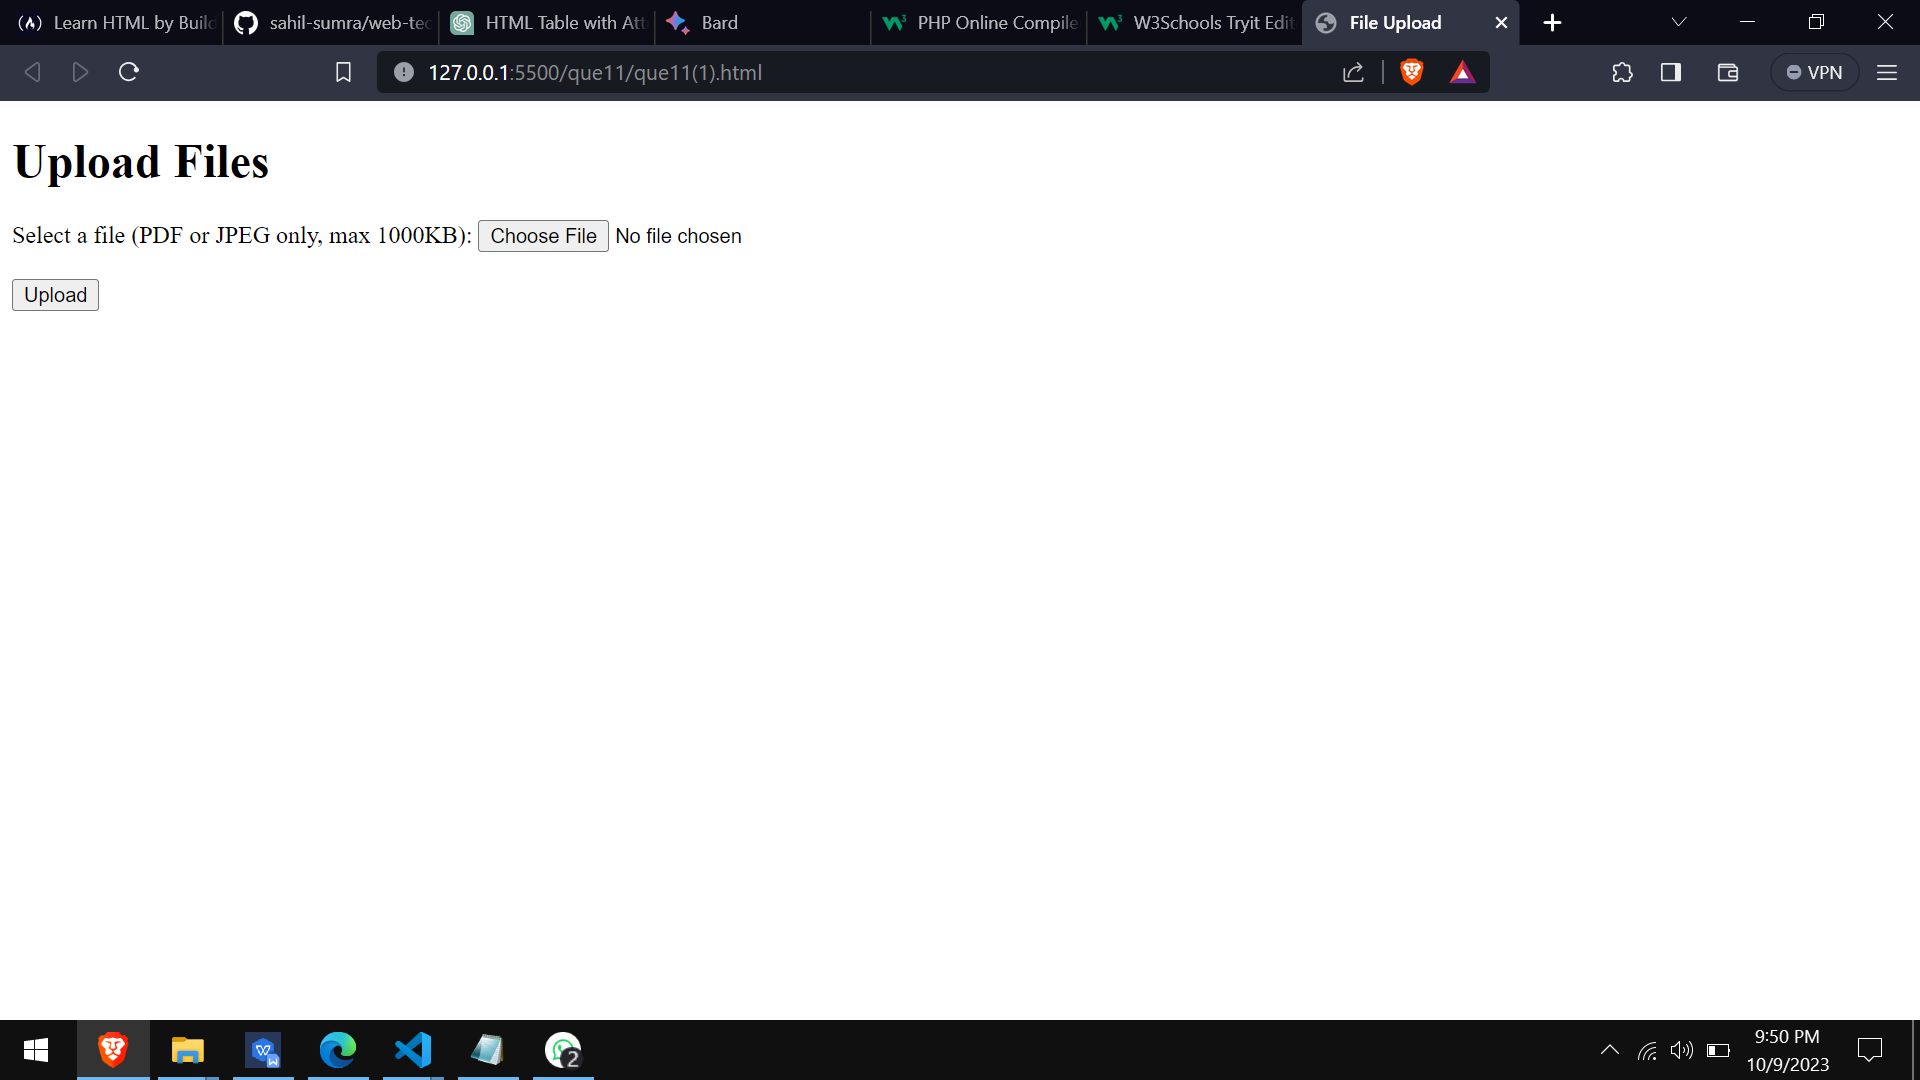 Learn HTML by Build
sahil-sumra/web-tec
HTML Table with Att
Bard
PHP Online Compile
W3Schools Tryit Edit
File Upload
127.0.0.1:5500/que11/que11(1).html
VPN
Upload Files
Select a file (PDF or JPEG only, max 1000KB): Choose File No file chosen
Upload
2
9:50 PM
10/9/2023